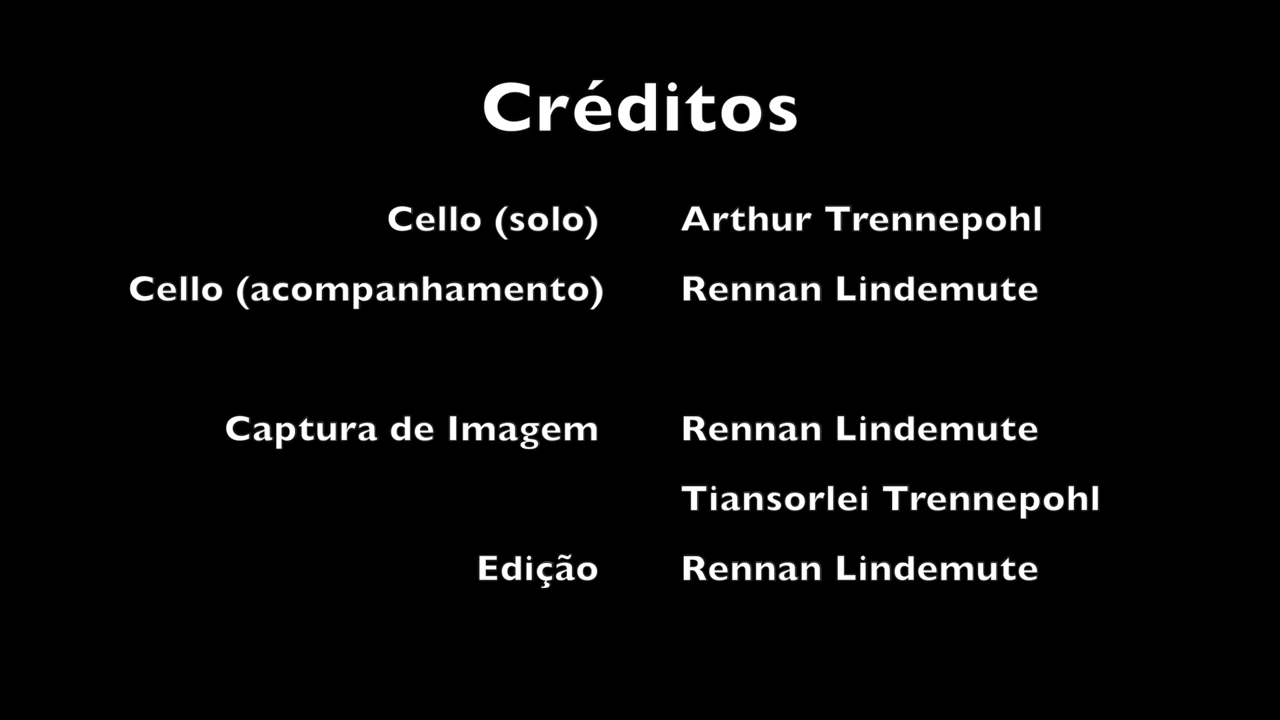 Créditos
Cello (solo) Arthur Trennepohl
Cello (acompanhamento) Rennan Lindemute
Captura de Imagem Rennan Lindemute
Tiansorlei Trennepohl
Edição Rennan Lindemute